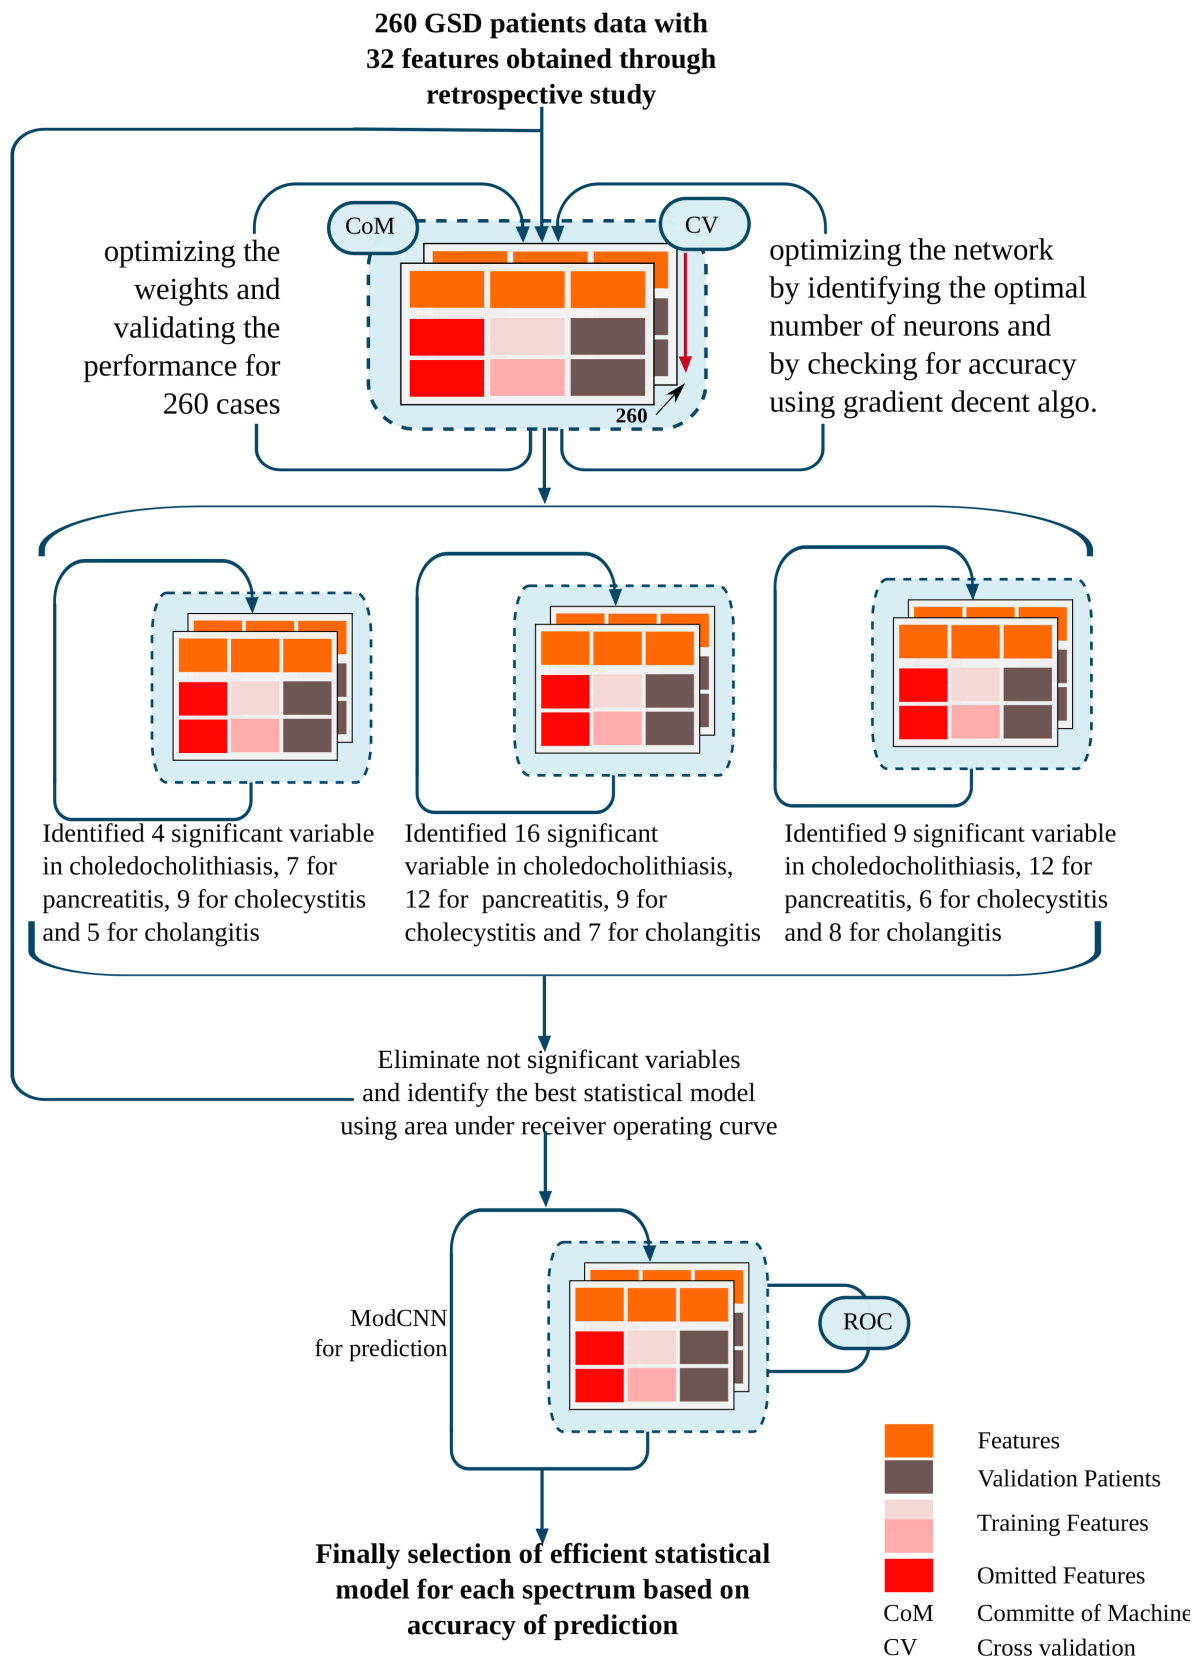 260 GSD patients data with
32 features obtained through
retrospective study
CoM
CV
optimizing the
weights and
validating the
performance for
260 cases
optimizing the network
by identifying the optimal
number of neurons and
by checking for accuracy
using gradient decent algo.
260
Identified 4 significant variable
in choledocholithiasis, 7 for
pancreatitis, 9 for cholecystitis
and 5 for cholangitis
Identified 16 significant
variable in choledocholithiasis,
12 for pancreatitis, 9 for
cholecystitis and 7 for cholangitis
Identified 9 significant variable
in choledocholithiasis, 12 for
pancreatitis, 6 for cholecystitis
and 8 for cholangitis
Eliminate not significant variables
and identify the best statistical model
using area under receiver operating curve
ModCNN
for prediction
ROC
Features
Validation Patients
Training Features
Omitted Features
CoM Committe of Machine
CV Cross validation
Finally selection of efficient statistical
model for each spectrum based on
accuracy of prediction